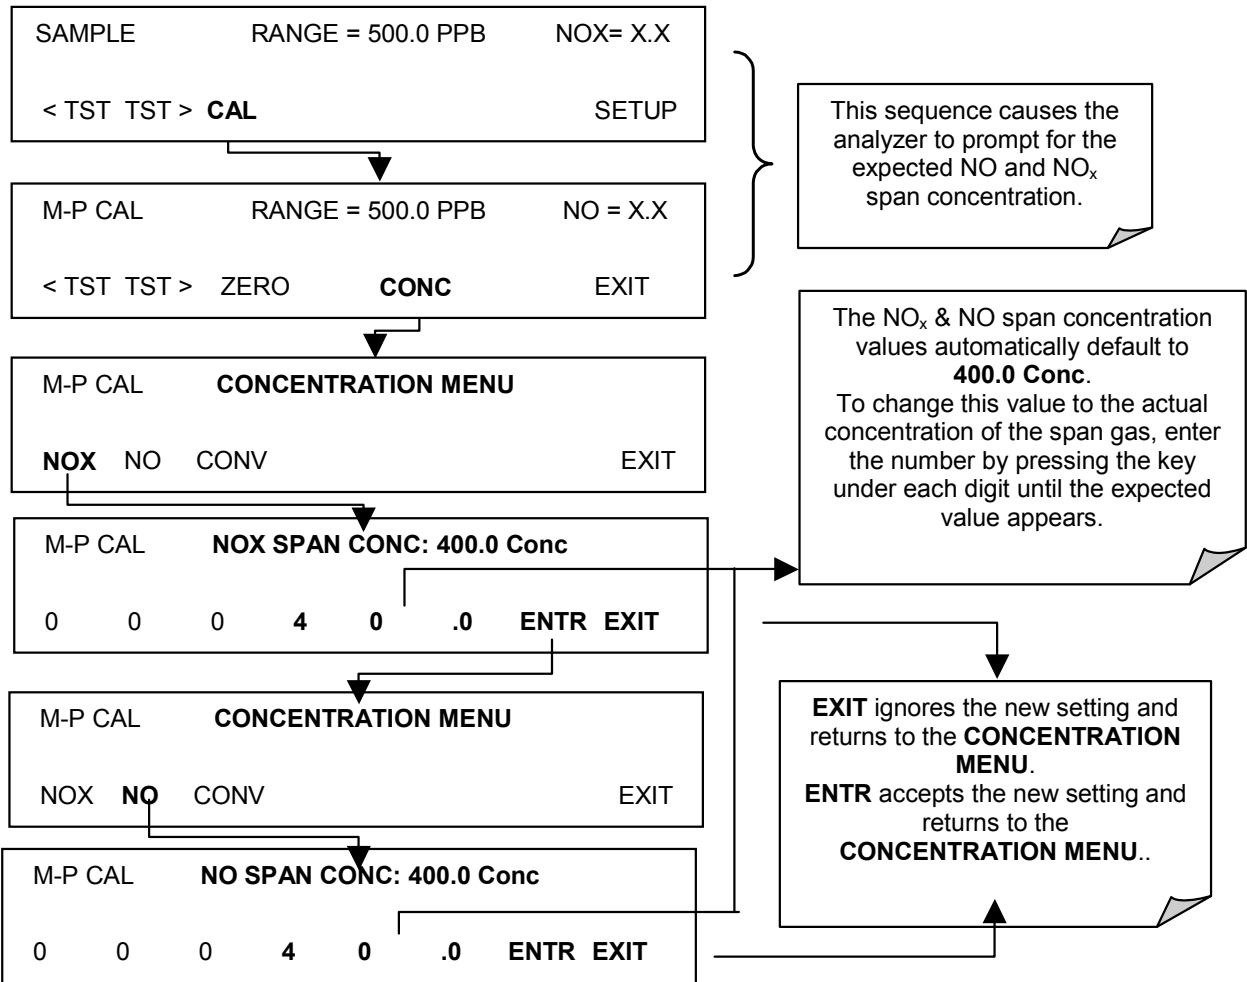 SAMPLE RANGE = 500.0 PPB NOX= X.X
< TST TST > CAL SETUP
This sequence causes the
analyzer to prompt for the
expected NO and NOx
span concentration.
M-P CAL RANGE = 500.0 PPB NO = X.X
< TST TST > ZERO CONC EXIT
M-P CAL CONCENTRATION MENU
NOX NO CONV EXIT
The NOx & NO span concentration
values automatically default to
400.0 Conc.
To change this value to the actual
concentration of the span gas, enter
the number by pressing the key
under each digit until the expected
value appears.
M-P CAL NOX SPAN CONC: 400.0 Conc
0 0 0 4 0 .0 ENTR EXIT
M-P CAL CONCENTRATION MENU
NOX NO CONV EXIT
EXIT ignores the new setting and
returns to the CONCENTRATION
MENU.
ENTR accepts the new setting and
returns to the
CONCENTRATION MENU..
M-P CAL NO SPAN CONC: 400.0 Conc
0 0 0 4 0 .0 ENTR EXIT